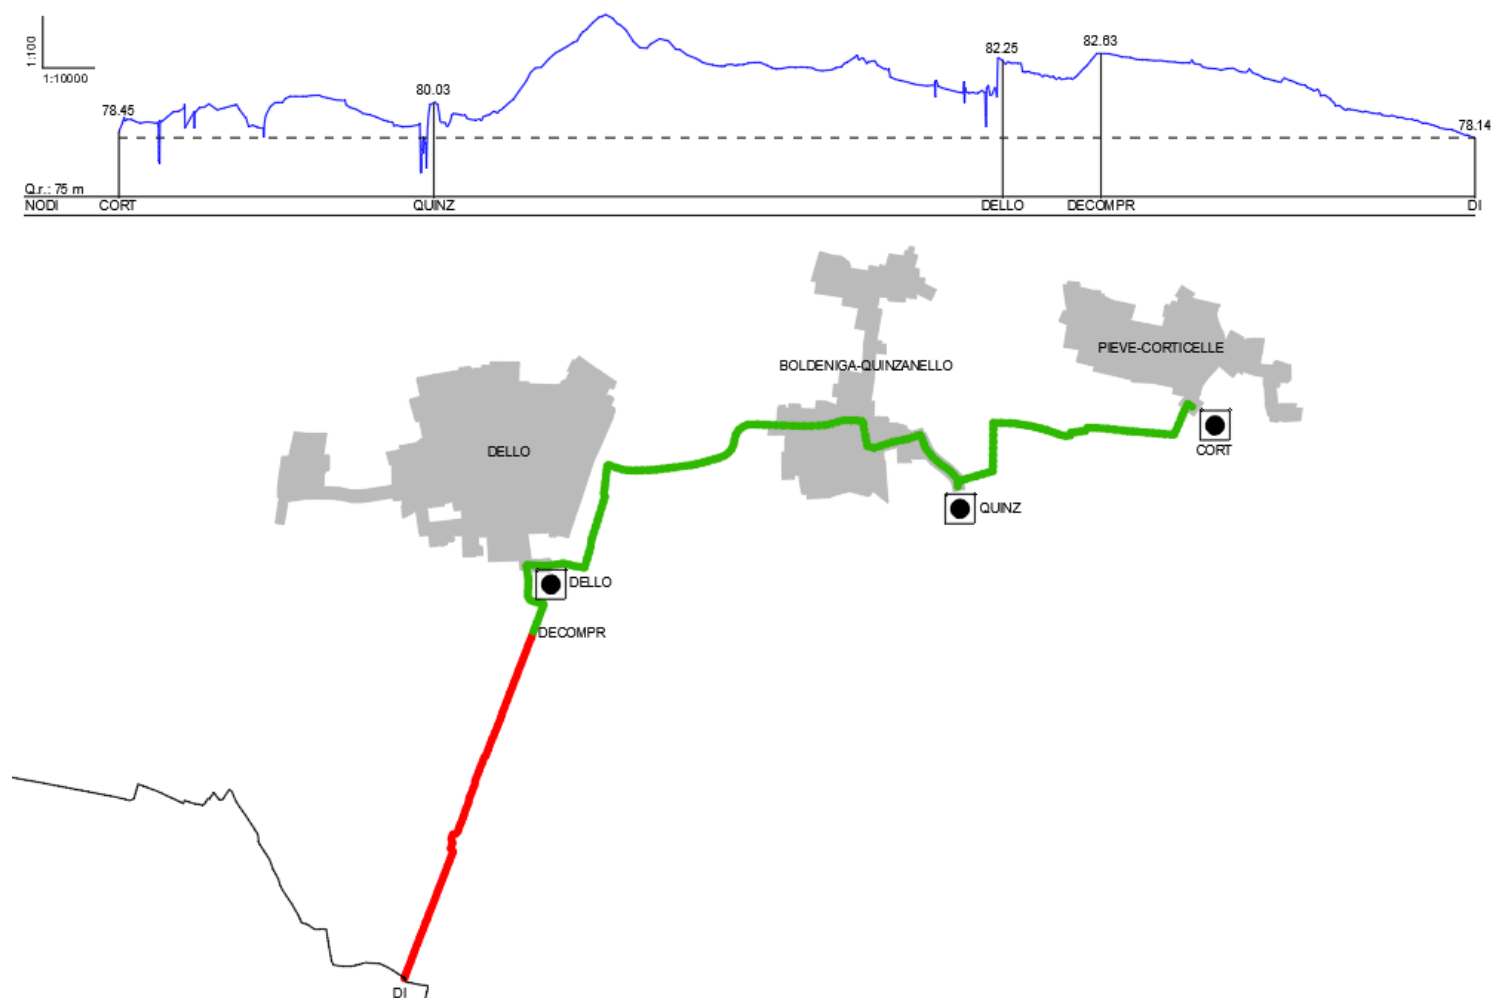 1:100
1:10000
78.45
80.03
82.25
82.63
78.14
Q.r.: 75 m
NODI
CORT
QUINZ
DELLO
DECOMPR
DI
PIEVE-CORTICELLE
BOLDENIGA-QUINZANELLO
DELLO
CORT
QUINZ
DELLO
DECOMPR
DI